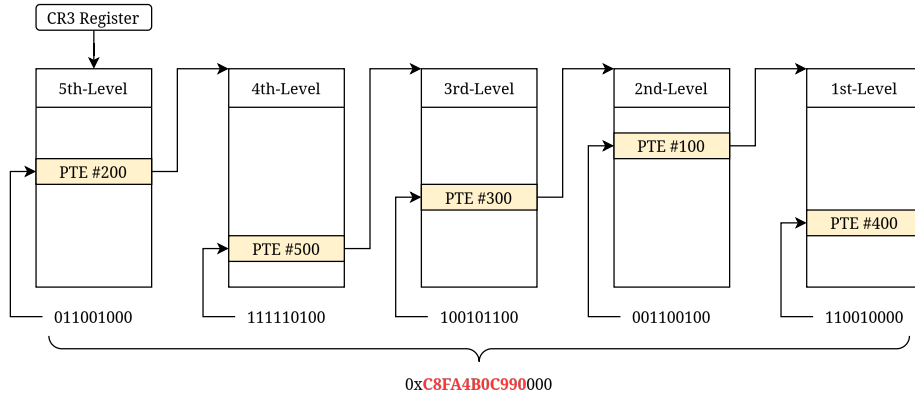 CR3 Register
5th-Level
4th-Level
3rd-Level
2nd-Level
1st-Level
PTE #200
PTE #500
PTE #300
PTE #100
PTE #400
011001000
111110100
100101100
001100100
110010000
0xC8FA4B0C990000